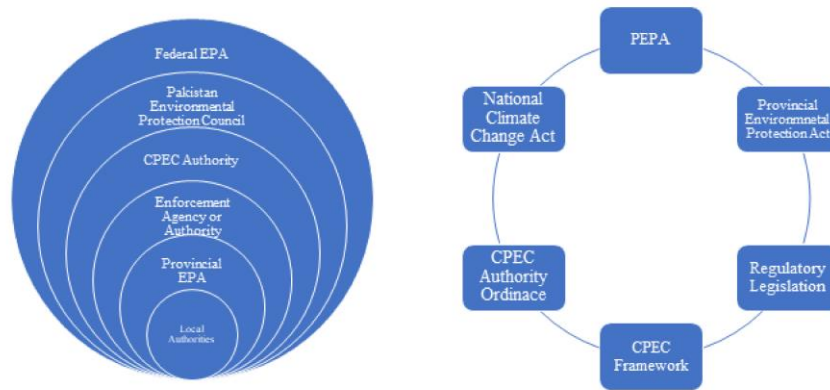 Federal EPA
Pakistan
Environmental
Protection Council
CPEC Authority
Enforcement
Agency or
Authority
Provincial
EPA
Local
Authorities
PEPA
Provincial
Environmnetal
Protection Act
Regulatory
Legislation
CPEC
Framework
CPEC
Authority
Ordinace
National
Climate
Change Act